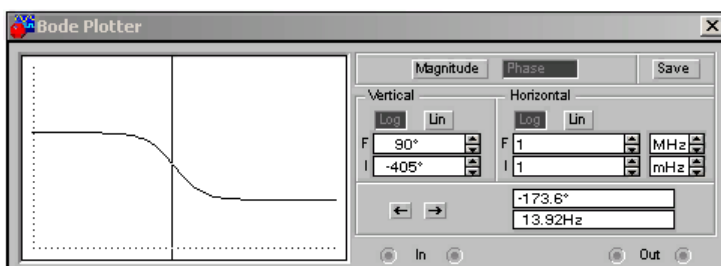 Bode Plotter
Magnitude Phase Save
Vertical Horizontal
Log Lin Log Lin
F 90° F 1 MHz
I -405° I 1 mHz
← → -173.6°
13.92Hz
In Out